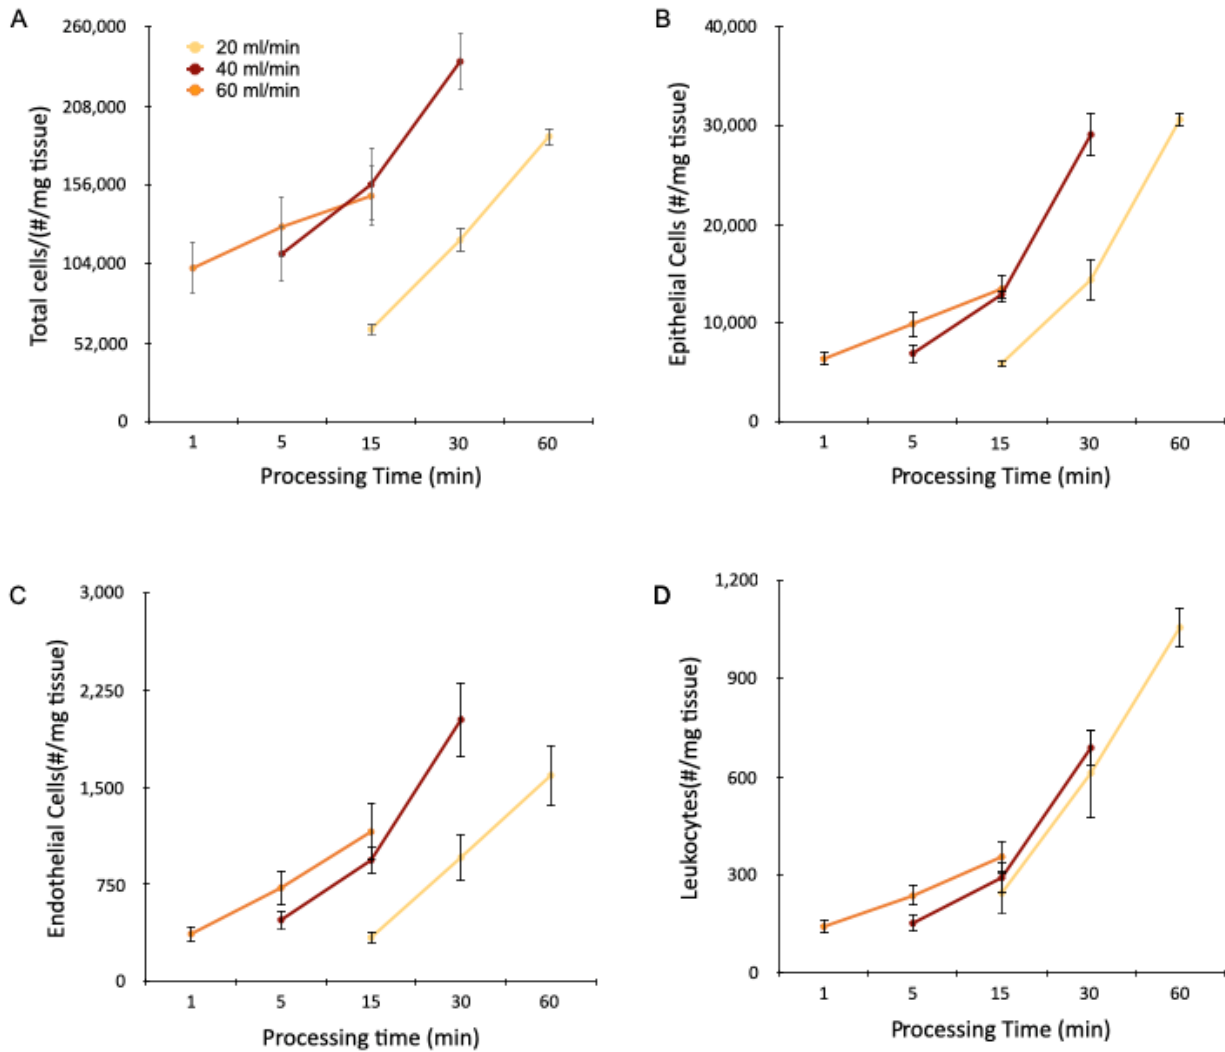 A
Total cells/(#/mg tissue)
260,000
208,000
156,000
104,000
52,000
0
20 ml/min
40 ml/min
60 ml/min
1 5 15 30 60
Processing Time (min)
B
Epithelial Cells (#/mg tissue)
40,000
30,000
20,000
10,000
0
1 5 15 30 60
Processing Time (min)
C
Endothelial Cells(#/mg tissue)
3,000
2,250
1,500
750
0
1 5 15 30 60
Processing time (min)
D
Leukocytes(#/mg tissue)
1,200
900
600
300
0
1 5 15 30 60
Processing Time (min)